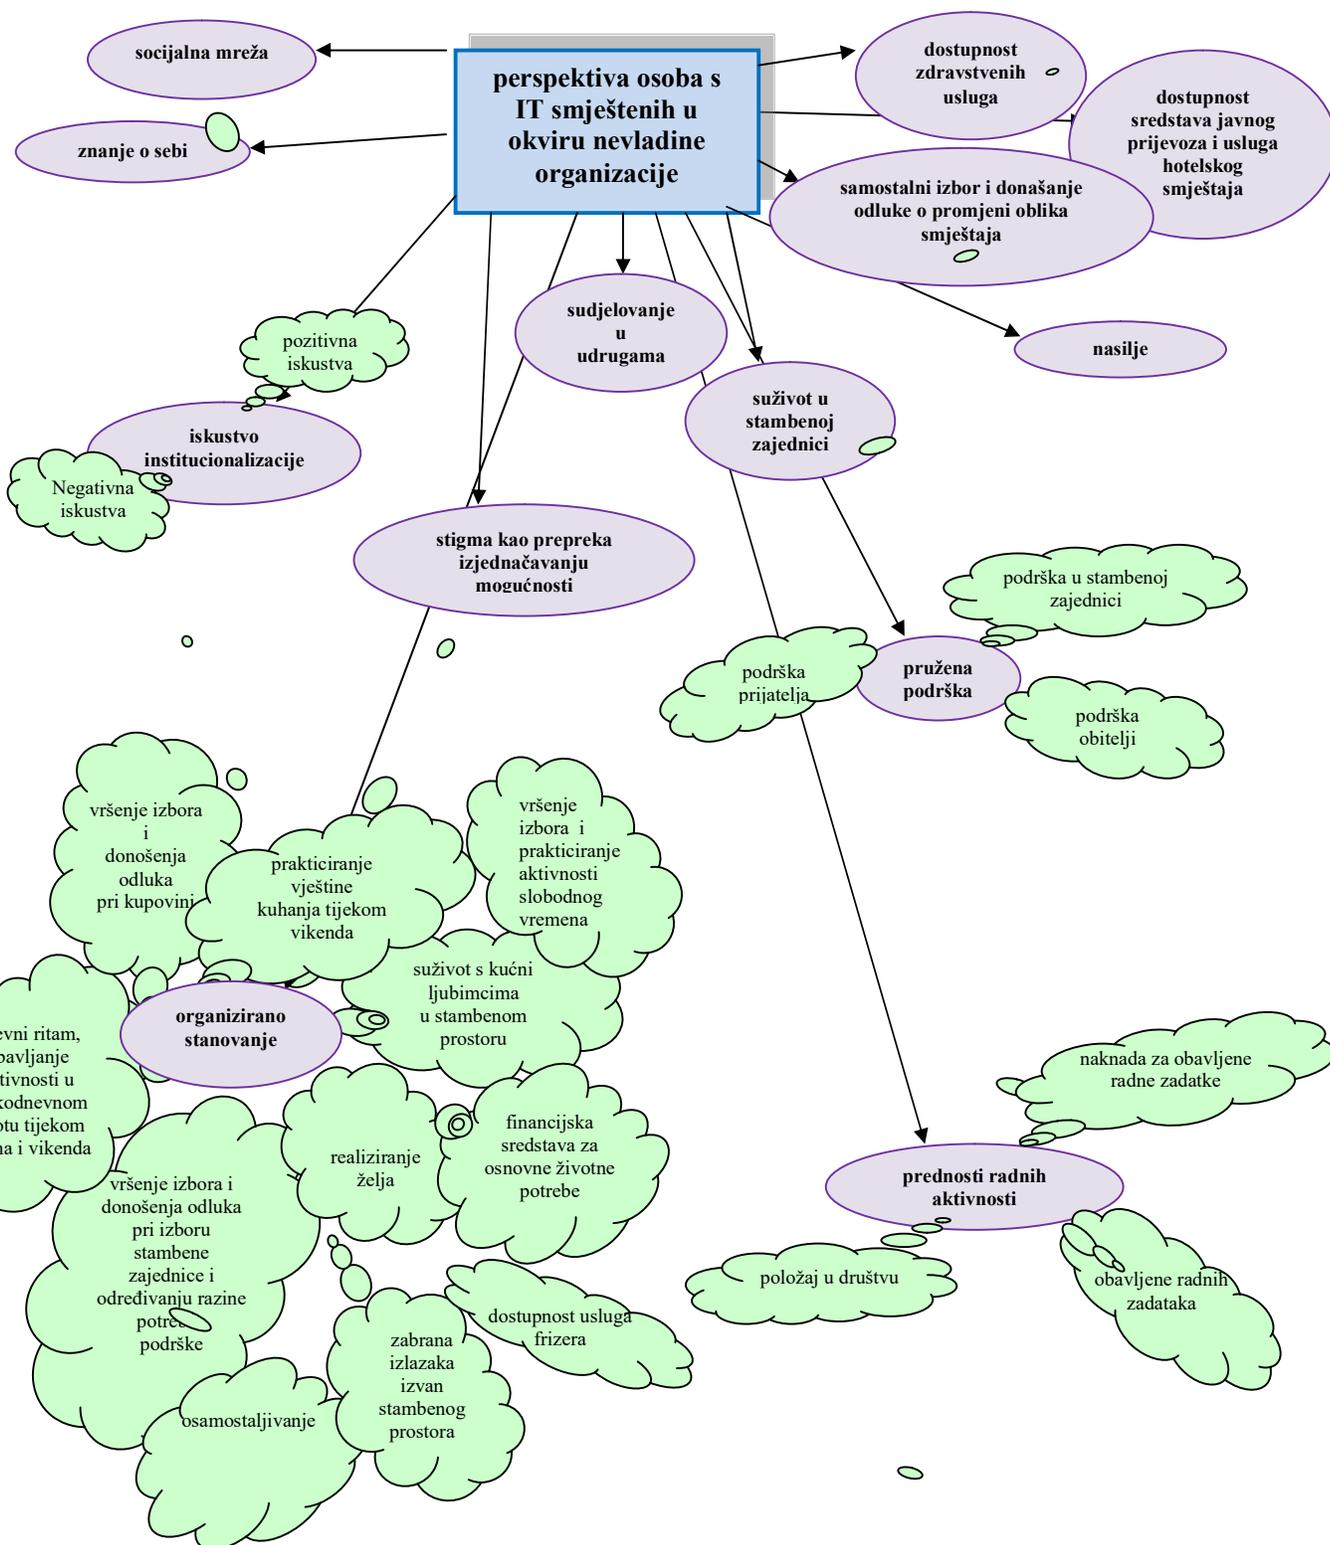 perspektiva osoba s
IT smještenih u
okviru nevladine
organizacije
socijalna mreža
znanje o sebi
dostupnost
zdravstvenih
usluga
dostupnost
sredstava javnog
prijevoza i usluga
hotelskog
smještaja
samostalni izbor i donašanje
odluke o promjeni oblika
smještaja
nasilje
sudjelovanje
u
udrugama
suživot u
stambenoj
zajednici
pozitivna
iskustva
iskustvo
institucionalizacije
Negativna
iskustva
stigma kao prepreka
izjednačavanju
mogućnosti
podrška u stambenoj
zajednici
podrška
prijatelja
pružena
podrška
podrška
obitelji
vršenje izbora
i
donošenja
odluka
pri kupovini
prakticiranje
vještine
kuhanja tijekom
vikenda
vršenje
izbora i
prakticiranje
aktivnosti
slobodnog
vremena
suživot s kućni
ljubimcima
u stambenom
prostoru
organizirano
stanovanje
ritam,
u
tijekom
i vikenda
realiziranje
želja
financijska
sredstava za
osnovne životne
potrebe
vršenje izbora i
donošenja odluka
pri izboru
stambene
zajednice i
određivanju razine
podrške
osamostaljivanje
zabrana
izlazaka
izvan
stambenog
prostora
dostupnost usluga
frizera
naknada za obavljene
radne zadatke
prednosti radnih
aktivnosti
položaj u društvu
obavljene radnih
zadataka